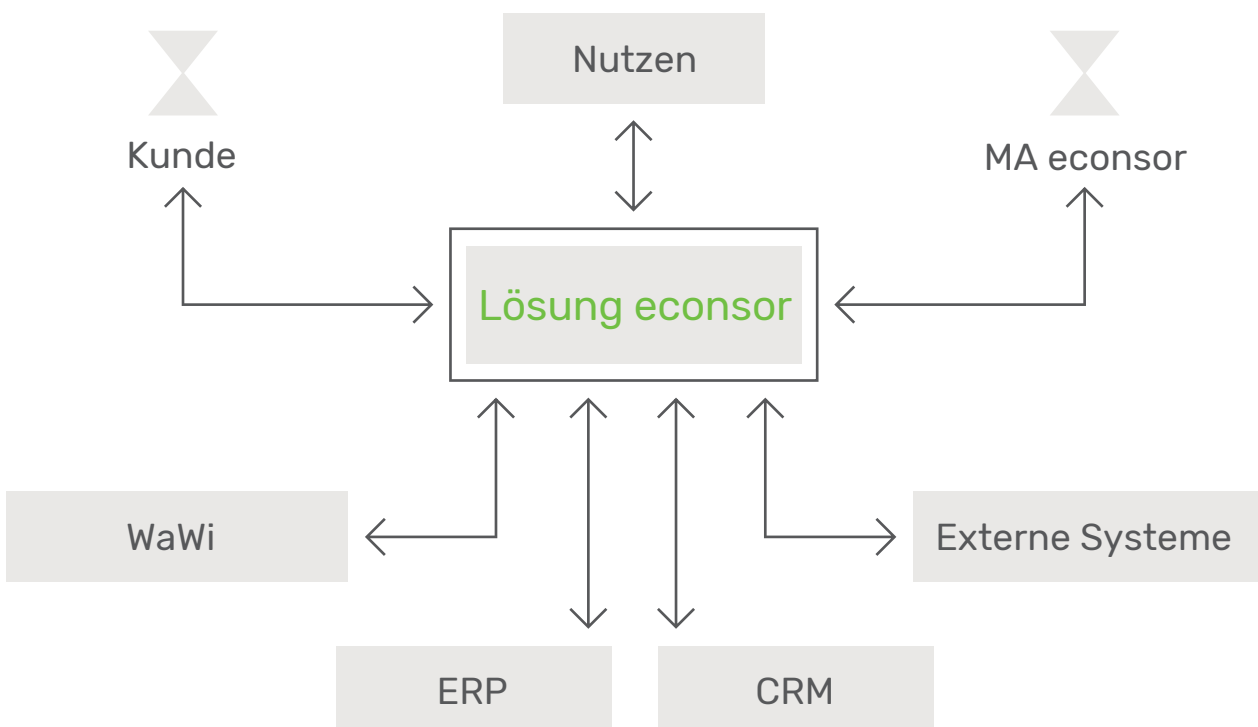 Nutzen
Kunde
MA econsor
Lösung econsor
WaWi
Externe Systeme
ERP
CRM